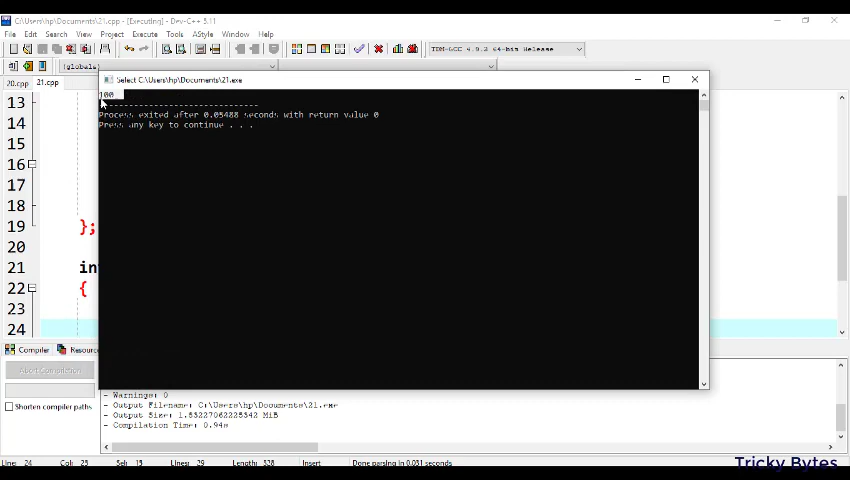 C:\Users\hp\Documents\21.cpp - [Executing] - Dev-C++ 5.11
File Edit Search View Project Execute Tools AStyle Window Help
TDM-GCC 4.9.2 64-bit Release
(globals)
20.cpp 21.cpp
Select C:\Users\hp\Documents\21.exe
100
--------------------------------
Process exited after 0.05488 seconds with return value 0
Press any key to continue . . .
13
14
15
16
17
18
19 };
20
21 in
22 {
23
24
Compiler Resourc
Abort Compilation
Shorten compiler paths
- Warnings: 0
- Output Filename: C:\Users\hp\Documents\21.exe
- Output Size: 1.83227062225342 MiB
- Compilation Time: 0.94s
Line: 24 Col: 25 Sel: 15 Lines: 29 Length: 528 Insert Done parsing in 0.031 seconds
Tricky Bytes